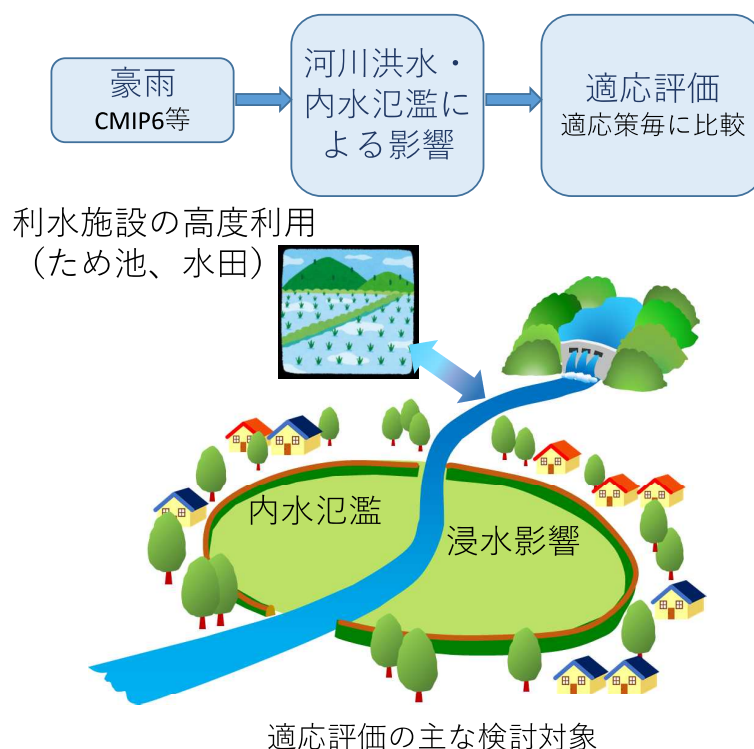 豪雨
CMIP6等
河川洪水・
内水氾濫に
よる影響
適応評価
適応策毎に比較
利水施設の高度利用
（ため池、水田）
内水氾濫
浸水影響
適応評価の主な検討対象